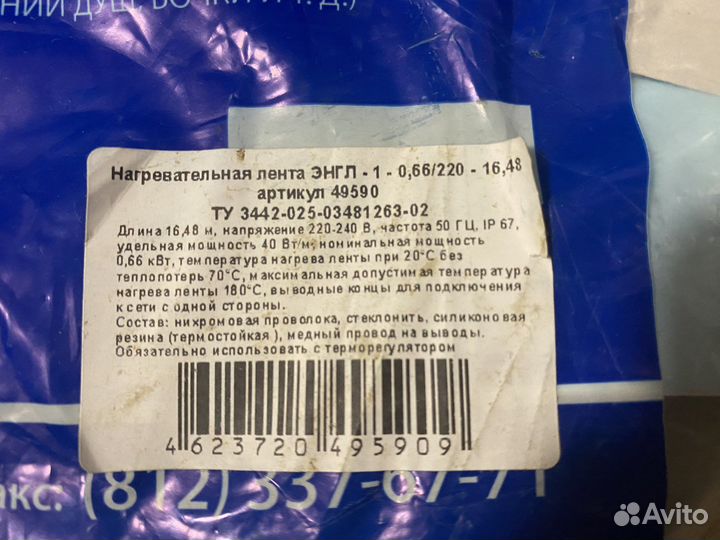 НИЙ ДУШ, БОЧКИ И Т. Д.)
Нагревательная лента ЭНГЛ - 1 - 0,66/220 - 16,48
артикул 49590
ТУ 3442-025-03481263-02
Длина 16,48 м, напряжение 220-240 В, частота 50 ГЦ, IP 67,
удельная мощность 40 Вт/м, номинальная мощность
0,66 кВт, температура нагрева ленты при 20°С без
теплопотерь 70°С, максимальная допустимая температура
нагрева ленты 180°С, выводные концы для подключения
к сети с одной стороны.
Состав: нихромовая проволока, стеклонить, силиконовая
резина (термостойкая ), медный провод на выводы.
Обязательно использовать с терморегулятором
4 623720 495909
акс: (812) 337-67-71
Avito